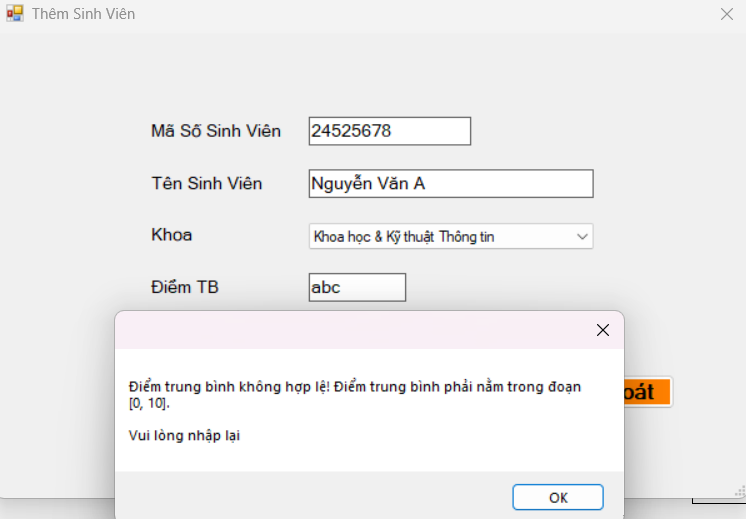 Thêm Sinh Viên
Mã Số Sinh Viên 24525678
Tên Sinh Viên Nguyễn Văn A
Khoa Khoa học & Kỹ thuật Thông tin
Điểm TB abc
Điểm trung bình không hợp lệ! Điểm trung bình phải nằm trong đoạn
[0, 10].
Vui lòng nhập lại
oát
OK